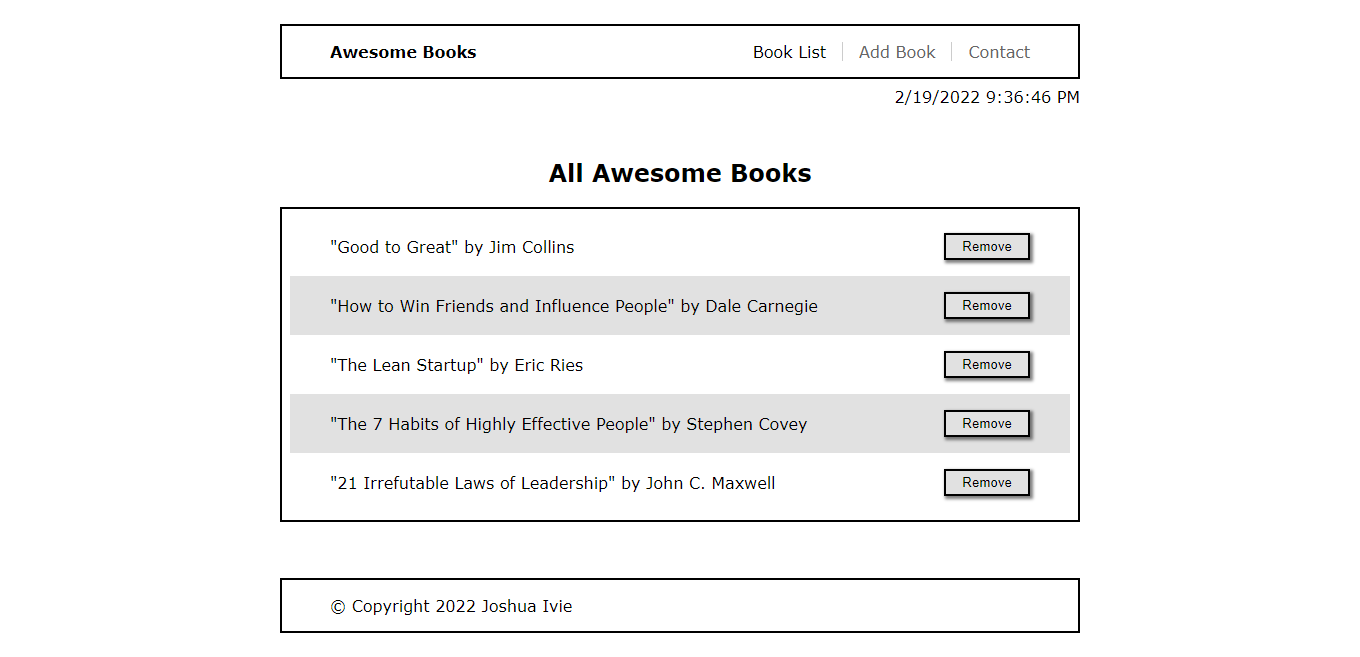 Awesome Books Book List Add Book Contact
2/19/2022 9:36:46 PM
All Awesome Books
"Good to Great" by Jim Collins Remove
"How to Win Friends and Influence People" by Dale Carnegie Remove
"The Lean Startup" by Eric Ries Remove
"The 7 Habits of Highly Effective People" by Stephen Covey Remove
"21 Irrefutable Laws of Leadership" by John C. Maxwell Remove
© Copyright 2022 Joshua Ivie